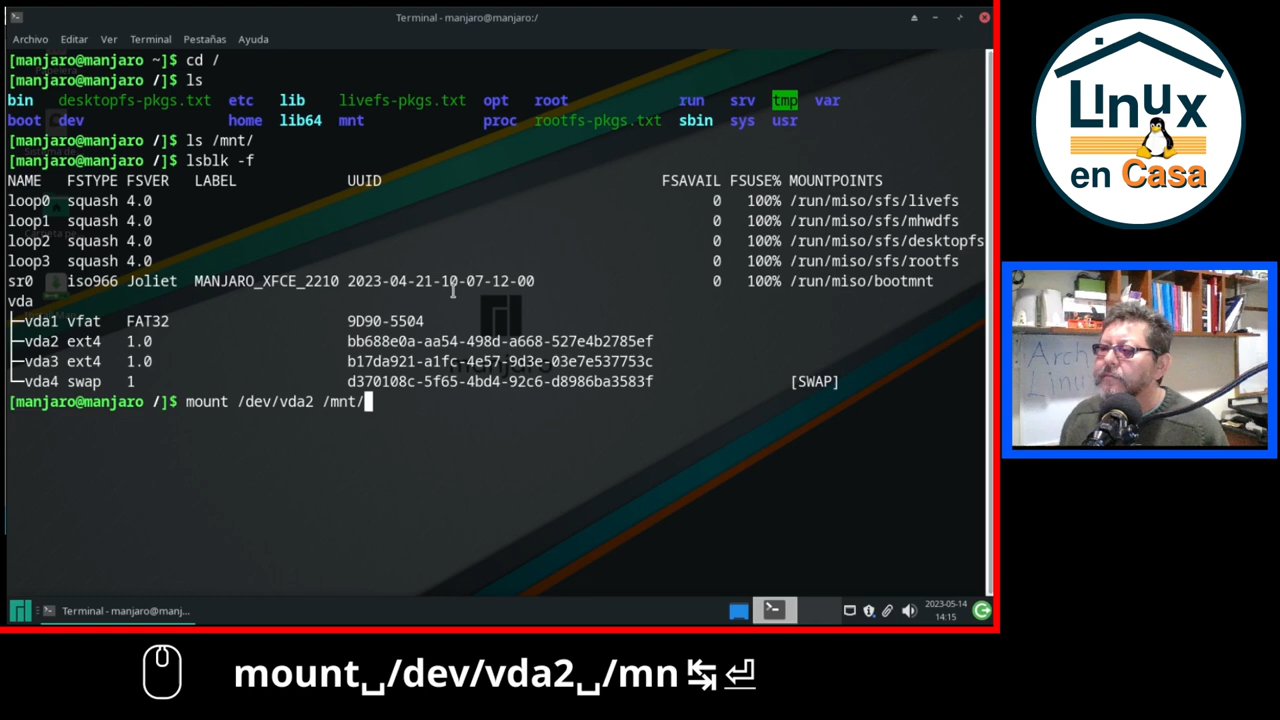 Terminal - manjaro@manjaro:/
Archivo Editar Ver Terminal Pestañas Ayuda
[manjaro@manjaro ~]$ cd /
[manjaro@manjaro /]$ ls
bin desktopfs-pkgs.txt etc lib livefs-pkgs.txt opt root run srv tmp var
boot dev home lib64 mnt proc rootfs-pkgs.txt sbin sys usr
[manjaro@manjaro /]$ ls /mnt/
[manjaro@manjaro /]$ lsblk -f
NAME FSTYPE FSVER LABEL UUID FSAVAIL FSUSE% MOUNTPOINTS
loop0 squash 4.0 0 100% /run/miso/sfs/livefs
loop1 squash 4.0 0 100% /run/miso/sfs/mhwdfs
loop2 squash 4.0 0 100% /run/miso/sfs/desktopfs
loop3 squash 4.0 0 100% /run/miso/sfs/rootfs
sr0 iso966 Joliet MANJARO_XFCE_2210 2023-04-21-10-07-12-00 0 100% /run/miso/bootmnt
vda
├─vda1 vfat FAT32 9D90-5504
├─vda2 ext4 1.0 bb688e0a-aa54-498d-a668-527e4b2785ef
├─vda3 ext4 1.0 b17da921-a1fc-4e57-9d3e-03e7e537753c
└─vda4 swap 1 d370108c-5f65-4bd4-92c6-d8986ba3583f [SWAP]
[manjaro@manjaro /]$ mount /dev/vda2 /mnt/
Terminal - manjaro@manj...
2023-05-14
14:15
mount␣/dev/vda2␣/mn↹⏎
Linux
en Casa
Arch
Linux